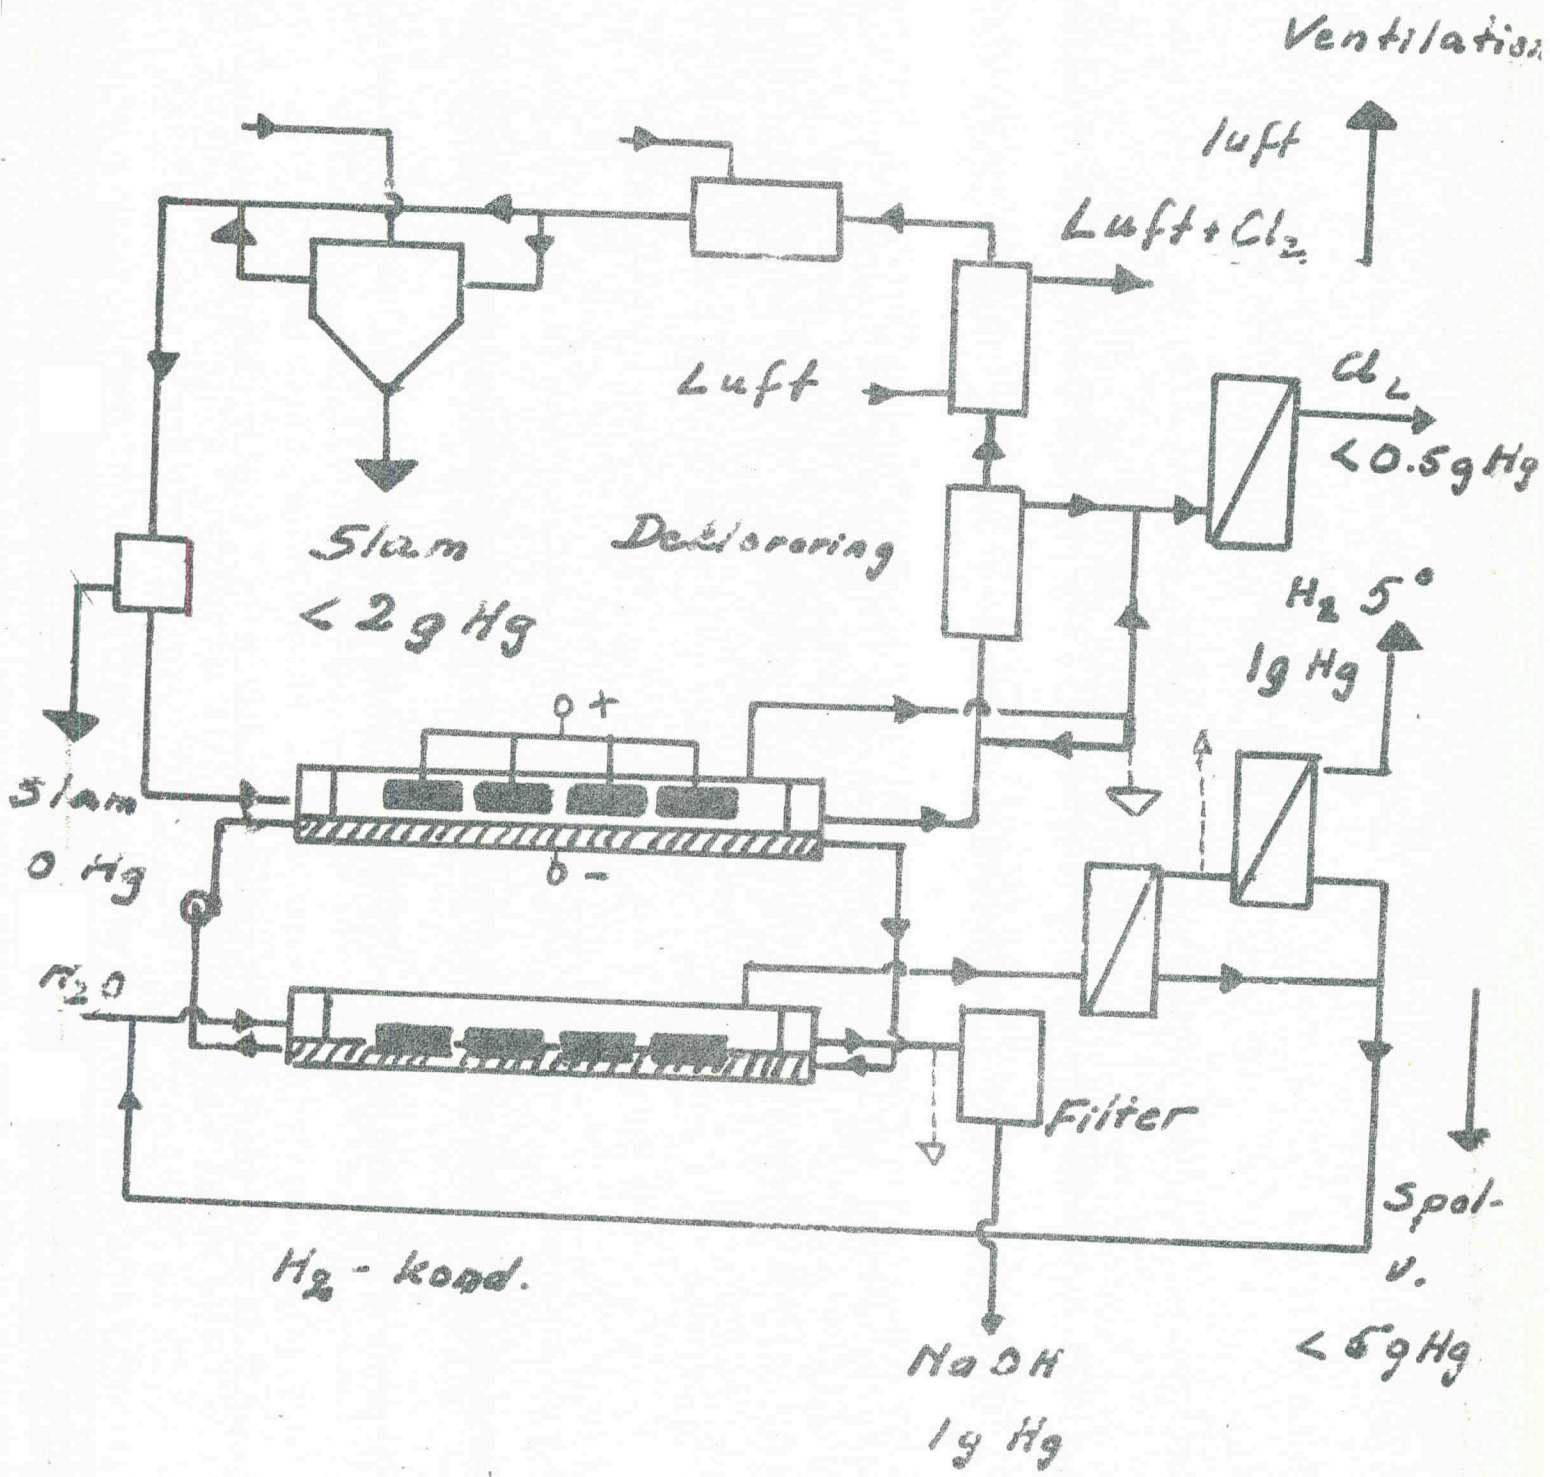 Ventilation
luft
Luft+Cl2
Luft
Cl2
<0.5g Hg
Slam
<2g Hg
Deklorering
H2 5°
1g Hg
+
Slam
0 Hg
-
H2O
Filter
Spol-
v.
<5g Hg
H2-kond.
NaOH
1g Hg